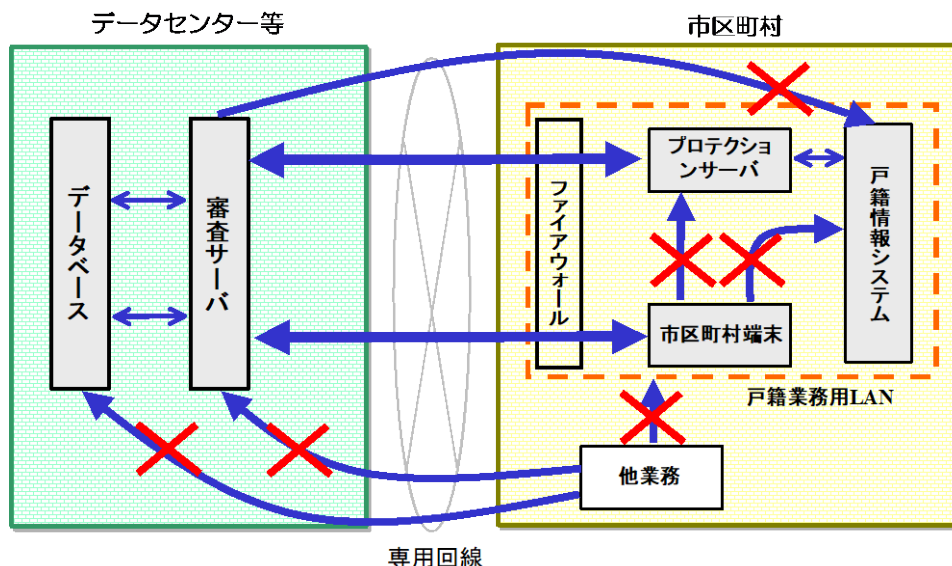 データセンター等
市区町村
データベース
審査サーバ
ファイアウォール
プロテクショ
ンサーバ
戸籍情報システム
市区町村端末
戸籍業務用LAN
他業務
専用回線